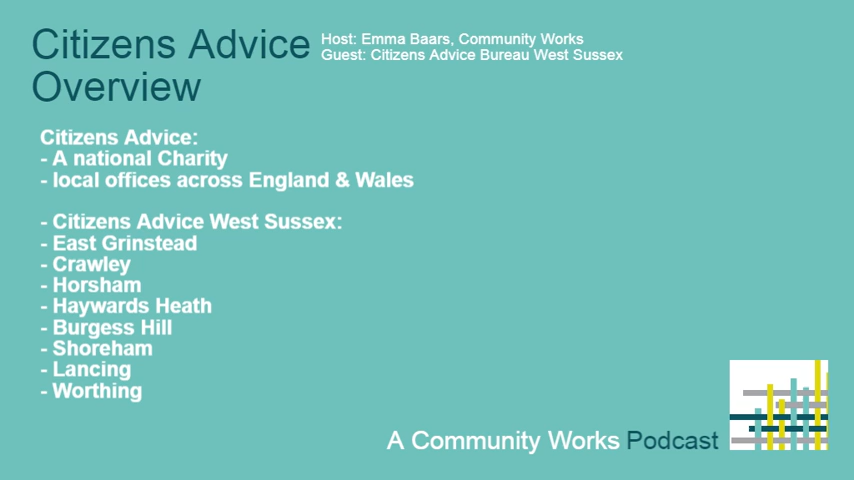 Citizens Advice
Overview
Host: Emma Baars, Community Works
Guest: Citizens Advice Bureau West Sussex
Citizens Advice:
- A national Charity
- local offices across England & Wales
- Citizens Advice West Sussex:
- East Grinstead
- Crawley
- Horsham
- Haywards Heath
- Burgess Hill
- Shoreham
- Lancing
- Worthing
A Community Works Podcast